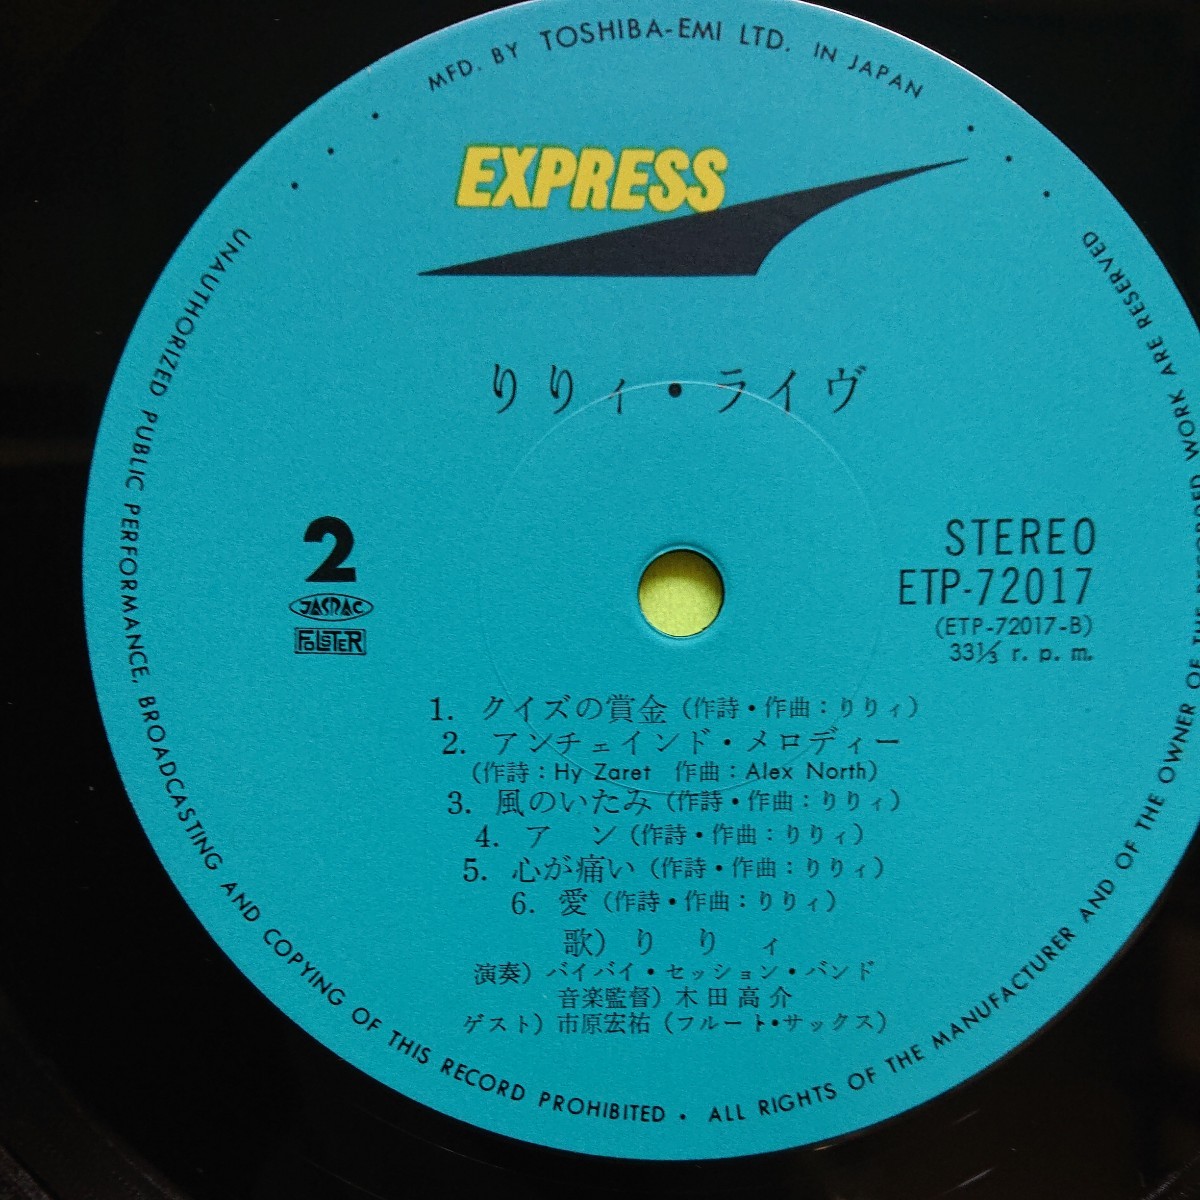 MFD. BY TOSHIBA-EMI LTD. IN JAPAN
EXPRESS
りりィ・ライヴ
2
JASRAC
FOLSTER
STEREO
ETP-72017
(ETP-72017-B)
33⅓ r. p. m.
1. クイズの賞金(作詩・作曲:りりィ)
2. アンチェインド・メロディー
(作詩:Hy Zaret 作曲:Alex North)
3. 風のいたみ(作詩・作曲:りりィ)
4. ア ン(作詩・作曲:りりィ)
5. 心が痛い(作詩・作曲:りりィ)
6. 愛(作詩・作曲:りりィ)
歌) り り ィ
演奏) バイバイ・セッション・バンド
音楽監督) 木田高介
ゲスト) 市原宏祐 (フルート・サックス)
UNAUTHORIZED PUBLIC PERFORMANCE, BROADCASTING AND COPYING OF THIS RECORD PROHIBITED • ALL RIGHTS OF THE MANUFACTURER AND OF THE OWNER OF THE RECORDED WORK ARE RESERVED